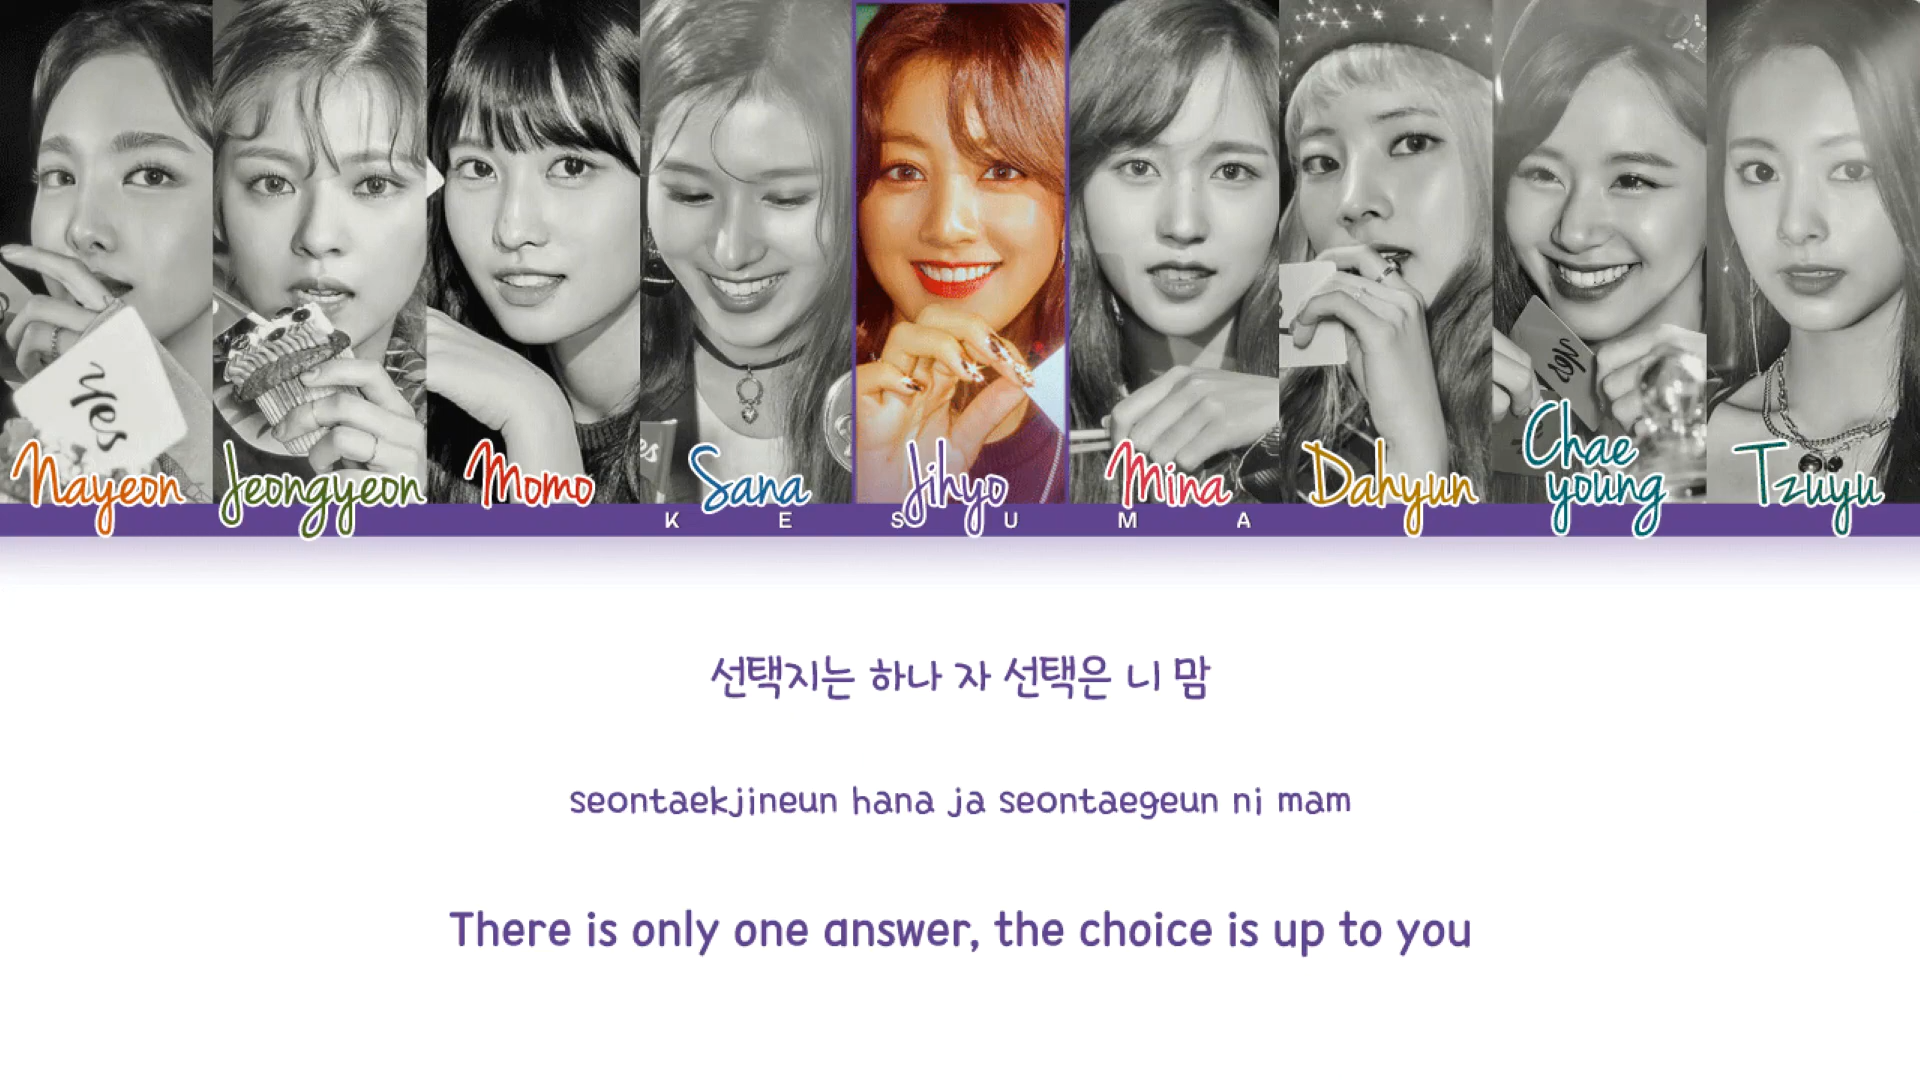 yes
Nayeon Jeongyeon Momo Sana Jihyo Mina Dahyun Chae young Tzuyu
K E S U M A
선택지는 하나 자 선택은 니 맘
seontaekjineun hana ja seontaegeun ni mam
There is only one answer, the choice is up to you